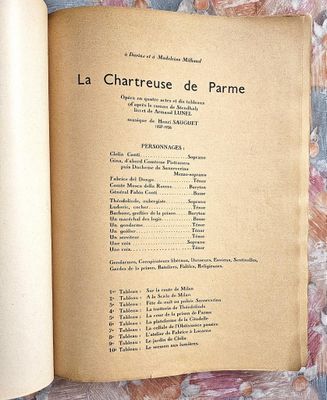 à Darius et à Madeleine Milhaud
La Chartreuse de Parme
Opéra en quatre actes et dix tableaux
d'après le roman de Stendhal,
livret de Armand LUNEL
musique de Henri SAUGUET
1927-1936
PERSONNAGES :
Clélia Conti Soprano
Gina, d'abord Comtesse Pietranera
puis Duchesse de Sanseverina
Mezzo-soprano
Fabrice del Dongo Ténor
Comte Mosca della Rovere Baryton
Général Fabio Conti Basse
Théodolinde, aubergiste Soprano
Ludovic, cocher Ténor
Barbone, greffier de la prison Baryton
Un maréchal des logis Basse
Un gendarme Ténor
Un geôlier Ténor
Un serviteur Ténor
Une voix Soprano
Une voix Ténor
Gendarmes, Conspirateurs libéraux, Danseurs, Envieux, Sentinelles,
Gardes de la prison, Bateliers, Fidèles, Religieuses.
1er Tableau : Sur la route de Milan
2e Tableau : A la Scala de Milan
3e Tableau : Fête de nuit au palais Sanseverina
4e Tableau : La trattoria de Théodolinde
5e Tableau : La cour de la prison de Parme
6e Tableau : La plateforme de la Citadelle
7e Tableau : La cellule de l'Obéissance passive
8e Tableau : L'atelier de Fabrice à Locarno
9e Tableau : Le jardin de Clélia
10e Tableau : Le sermon aux lumières.